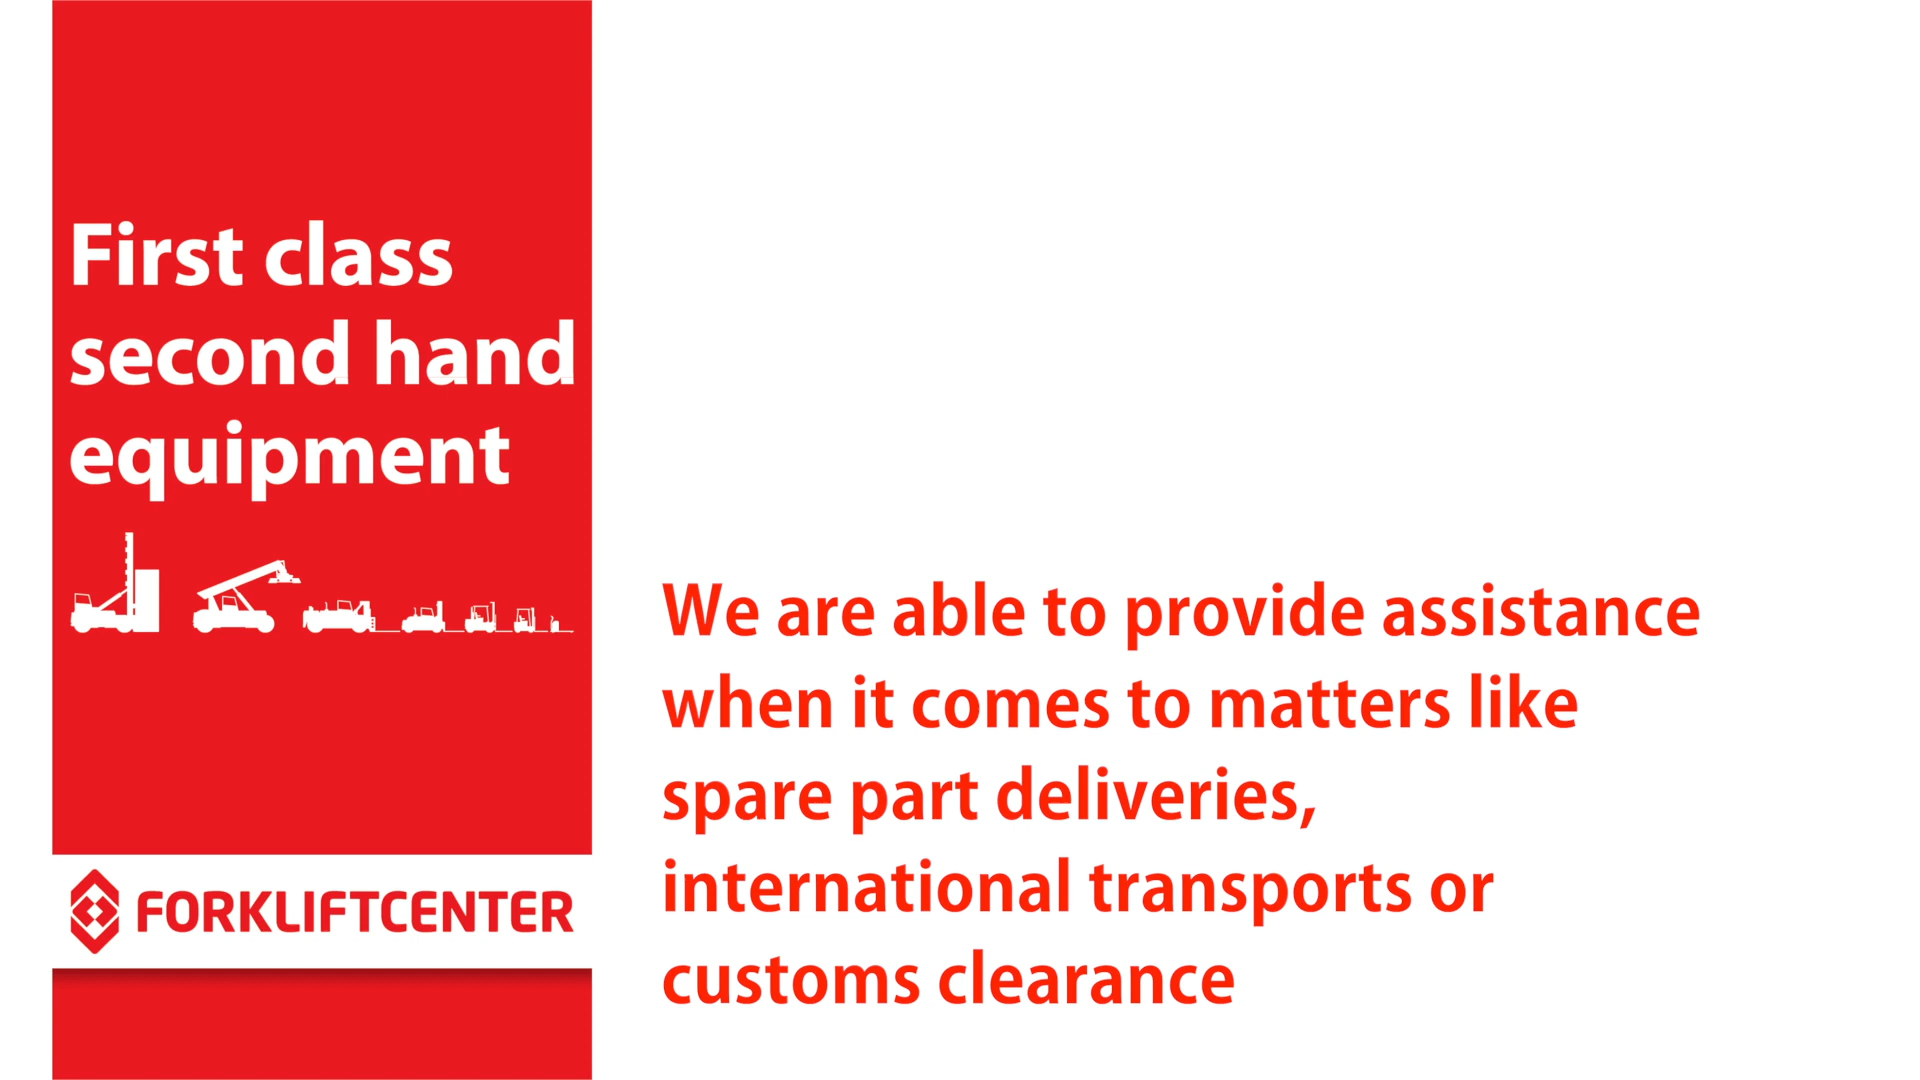 First class
second hand
equipment
FORKLIFTCENTER
We are able to provide assistance
when it comes to matters like
spare part deliveries,
international transports or
customs clearance